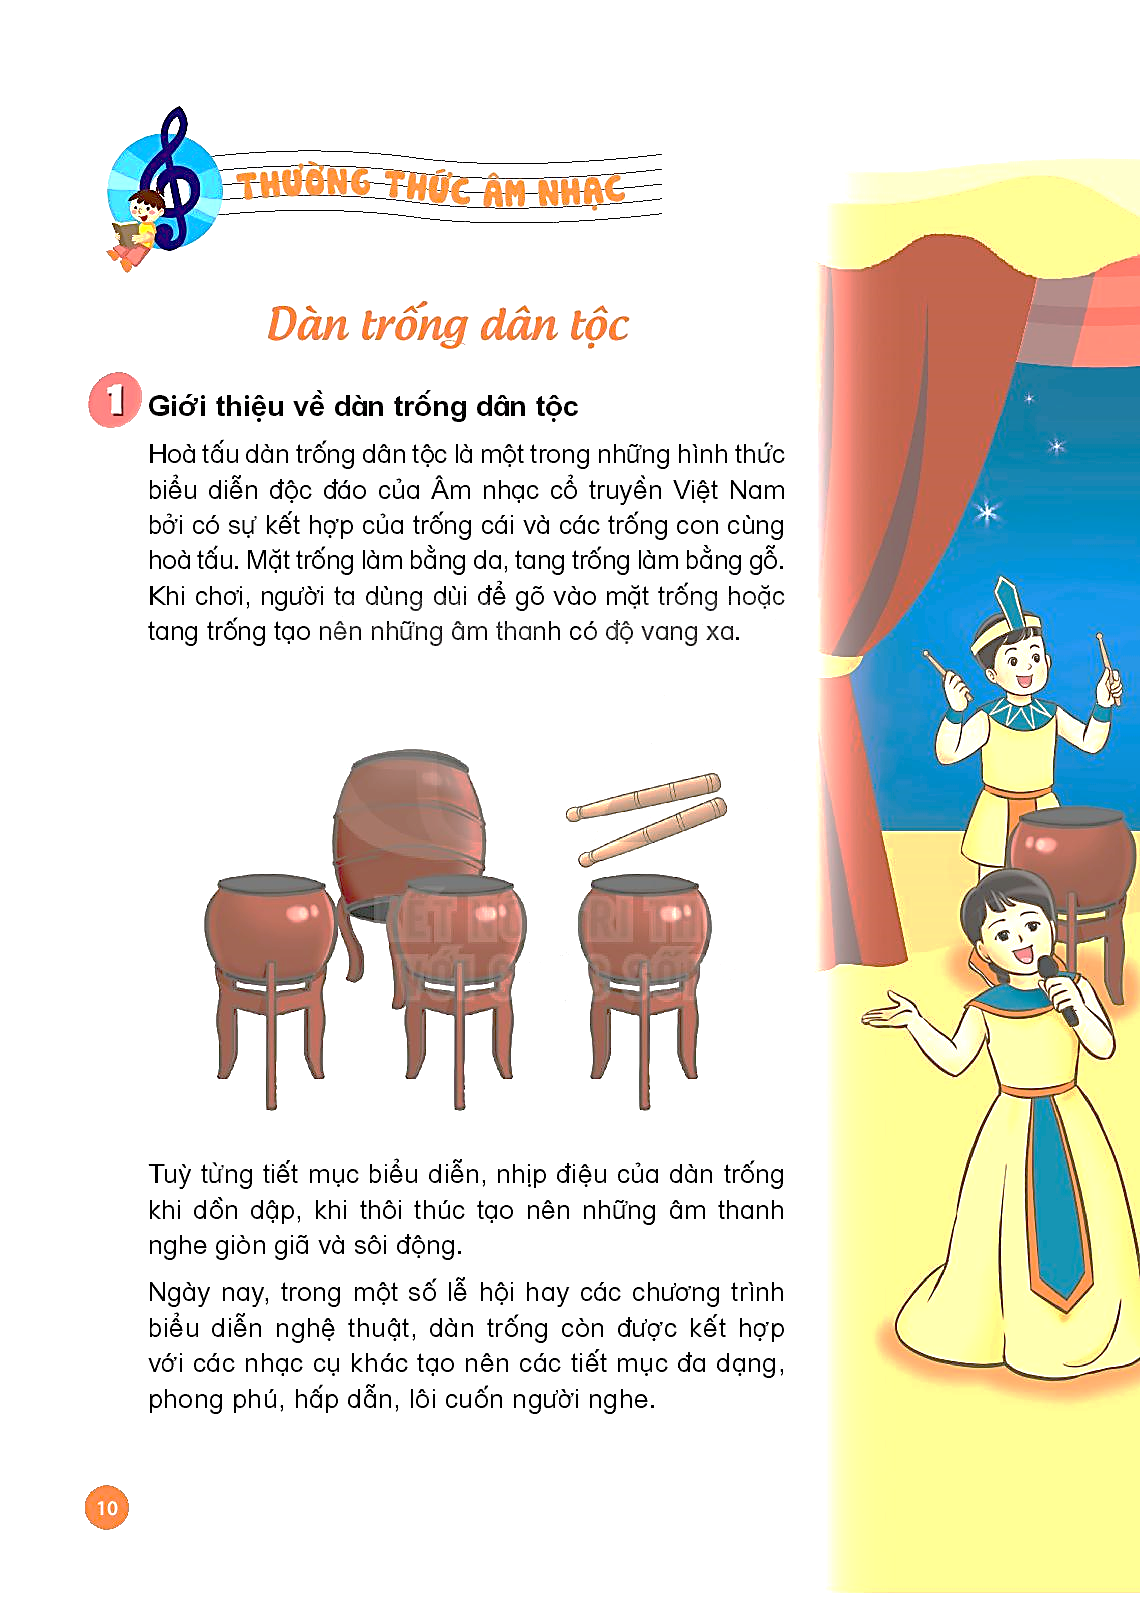 THƯỜNG THỨC ÂM NHẠC
Dàn trống dân tộc
1 Giới thiệu về dàn trống dân tộc
Hoà tấu dàn trống dân tộc là một trong những hình thức
biểu diễn độc đáo của Âm nhạc cổ truyền Việt Nam
bởi có sự kết hợp của trống cái và các trống con cùng
hoà tấu. Mặt trống làm bằng da, tang trống làm bằng gỗ.
Khi chơi, người ta dùng dùi để gõ vào mặt trống hoặc
tang trống tạo nên những âm thanh có độ vang xa.
KẾT NỐI TRI TH
VỚI C G SỐN
Tuỳ từng tiết mục biểu diễn, nhịp điệu của dàn trống
khi dồn dập, khi thôi thúc tạo nên những âm thanh
nghe giòn giã và sôi động.
Ngày nay, trong một số lễ hội hay các chương trình
biểu diễn nghệ thuật, dàn trống còn được kết hợp
với các nhạc cụ khác tạo nên các tiết mục đa dạng,
phong phú, hấp dẫn, lôi cuốn người nghe.
10